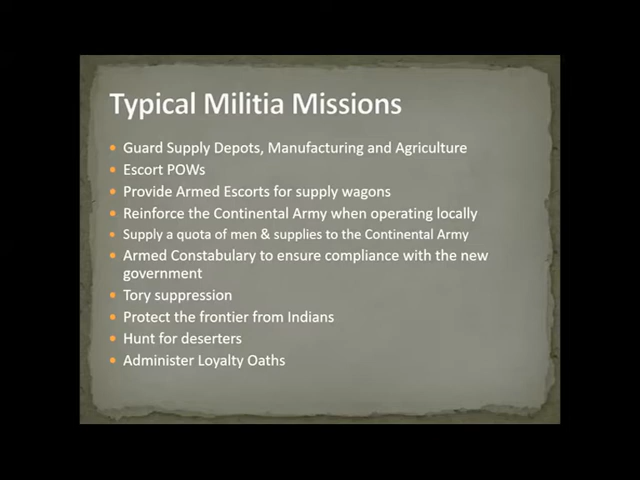 Typical Militia Missions
Guard Supply Depots, Manufacturing and Agriculture
Escort POWs
Provide Armed Escorts for supply wagons
Reinforce the Continental Army when operating locally
Supply a quota of men & supplies to the Continental Army
Armed Constabulary to ensure compliance with the new
government
Tory suppression
Protect the frontier from Indians
Hunt for deserters
Administer Loyalty Oaths